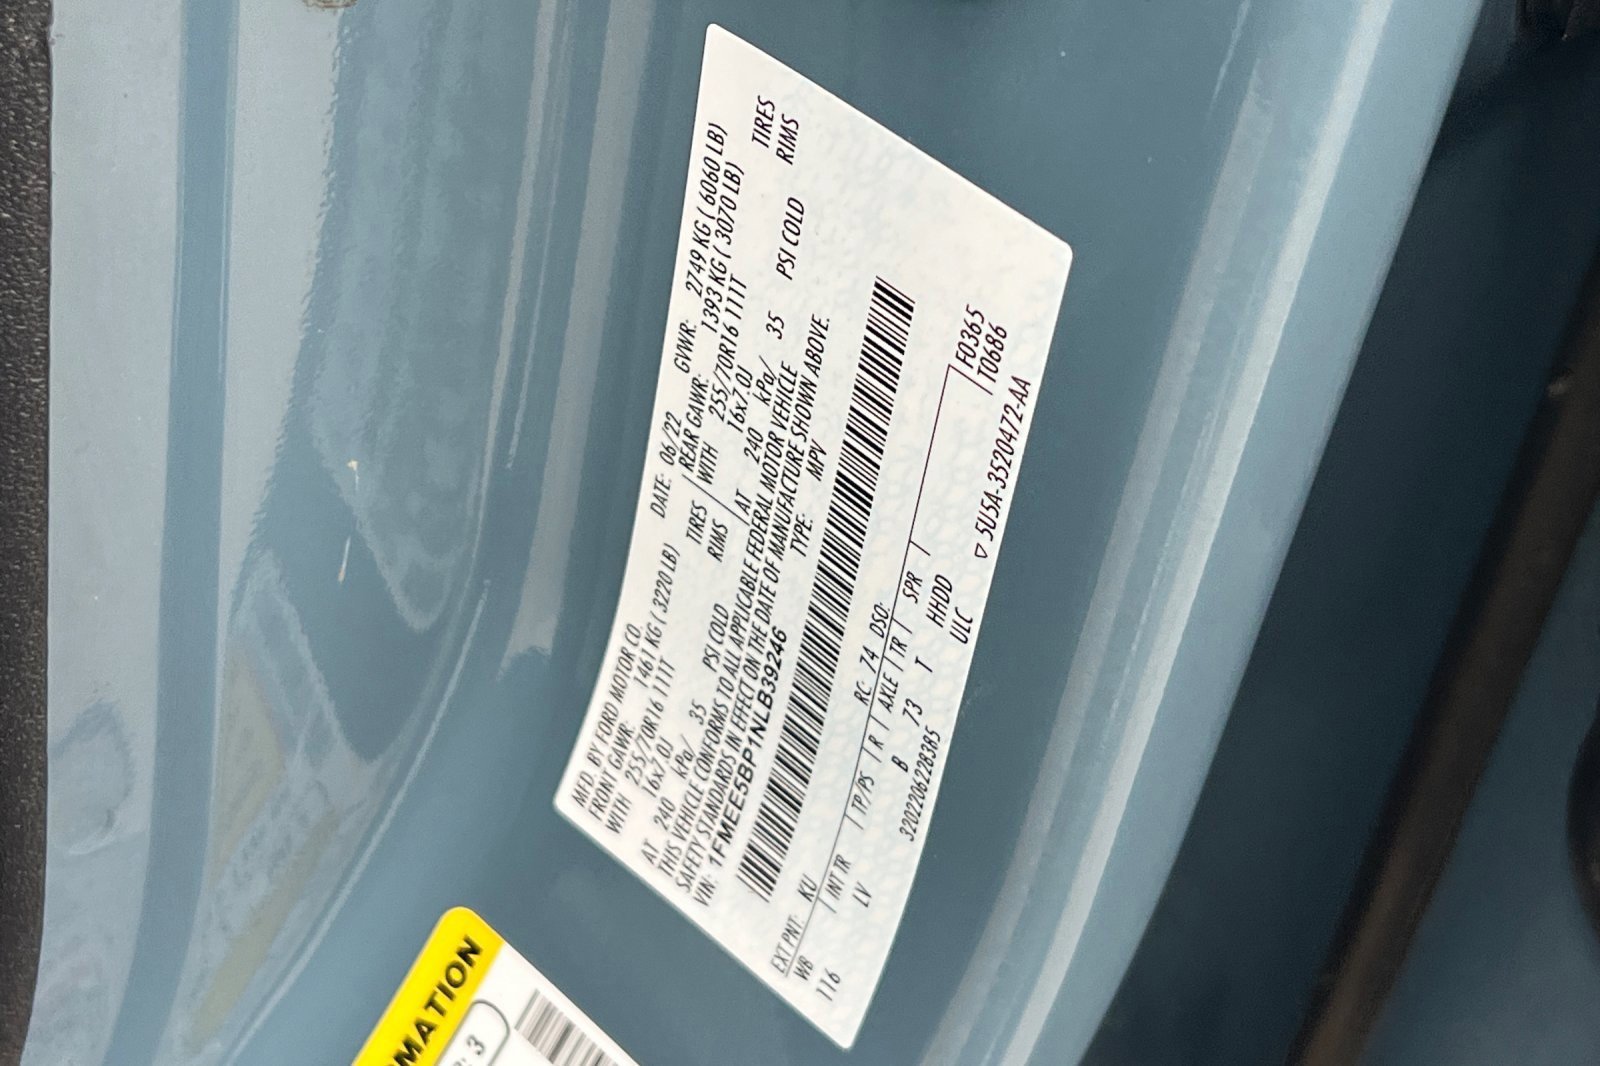 MFD. BY FORD MOTOR CO. DATE: 06/22 GVWR: 2749 KG ( 6060 LB)
FRONT GAWR: 1461 KG ( 3220 LB) REAR GAWR: 1393 KG ( 3070 LB)
WITH 255/70R16 111T TIRES WITH 255/70R16 111T TIRES
16x7.0J RIMS 16x7.0J RIMS
AT 240 kPa/ 35 PSI COLD AT 240 kPa/ 35 PSI COLD
THIS VEHICLE CONFORMS TO ALL APPLICABLE FEDERAL MOTOR VEHICLE
SAFETY STANDARDS IN EFFECT ON THE DATE OF MANUFACTURE SHOWN ABOVE.
VIN: 1FMEE5BP1NLB39246 TYPE: MPV
EXT PNT: KU RC: 74 DSO: F0365
WB INT TR TP/PS R AXLE TR SPR T0686
116 LV B 73 T HHDD
ULC
3202206228385 ▽ 5U5A-3520472-AA
MATION
: 3